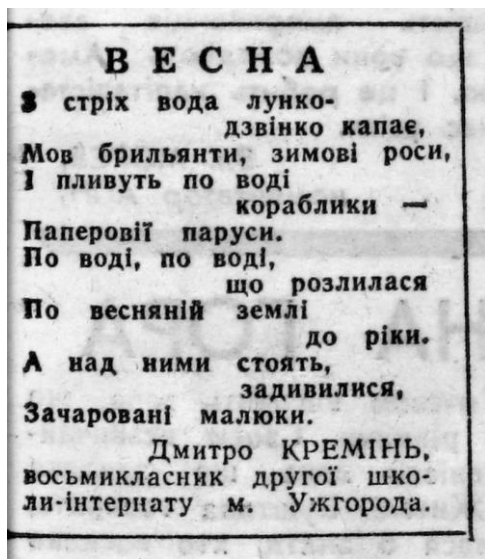 ВЕСНА
З стріх вода лунко-
дзвінко капає,
Мов брильянти, зимові роси,
І пливуть по воді
кораблики —
Паперовії паруси.
По воді, по воді,
що розлилася
По весняній землі
до ріки.
А над ними стоять,
задивилися,
Зачаровані малюки.
Дмитро КРЕМІНЬ,
восьмикласник другої шко-
ли-інтернату м. Ужгорода.